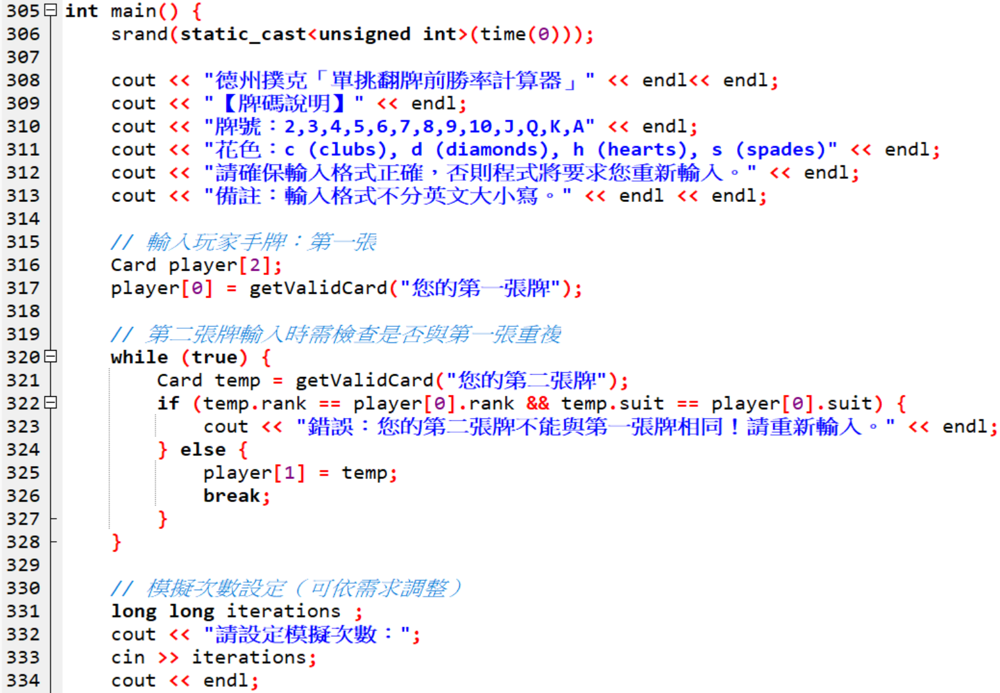 305 int main() {
306 srand(static_cast<unsigned int>(time(0)));
307
308 cout << "德州撲克「單挑翻牌前勝率計算器」" << endl<< endl;
309 cout << "【牌碼說明】" << endl;
310 cout << "牌號：2,3,4,5,6,7,8,9,10,J,Q,K,A" << endl;
311 cout << "花色：c (clubs), d (diamonds), h (hearts), s (spades)" << endl;
312 cout << "請確保輸入格式正確，否則程式將要求您重新輸入。" << endl;
313 cout << "備註：輸入格式不分英文大小寫。" << endl << endl;
314
315 // 輸入玩家手牌：第一張
316 Card player[2];
317 player[0] = getValidCard("您的第一張牌");
318
319 // 第二張牌輸入時需檢查是否與第一張重複
320 while (true) {
321 Card temp = getValidCard("您的第二張牌");
322 if (temp.rank == player[0].rank && temp.suit == player[0].suit) {
323 cout << "錯誤：您的第二張牌不能與第一張牌相同！請重新輸入。" << endl;
324 } else {
325 player[1] = temp;
326 break;
327 }
328 }
329
330 // 模擬次數設定（可依需求調整）
331 long long iterations ;
332 cout << "請設定模擬次數：";
333 cin >> iterations;
334 cout << endl;